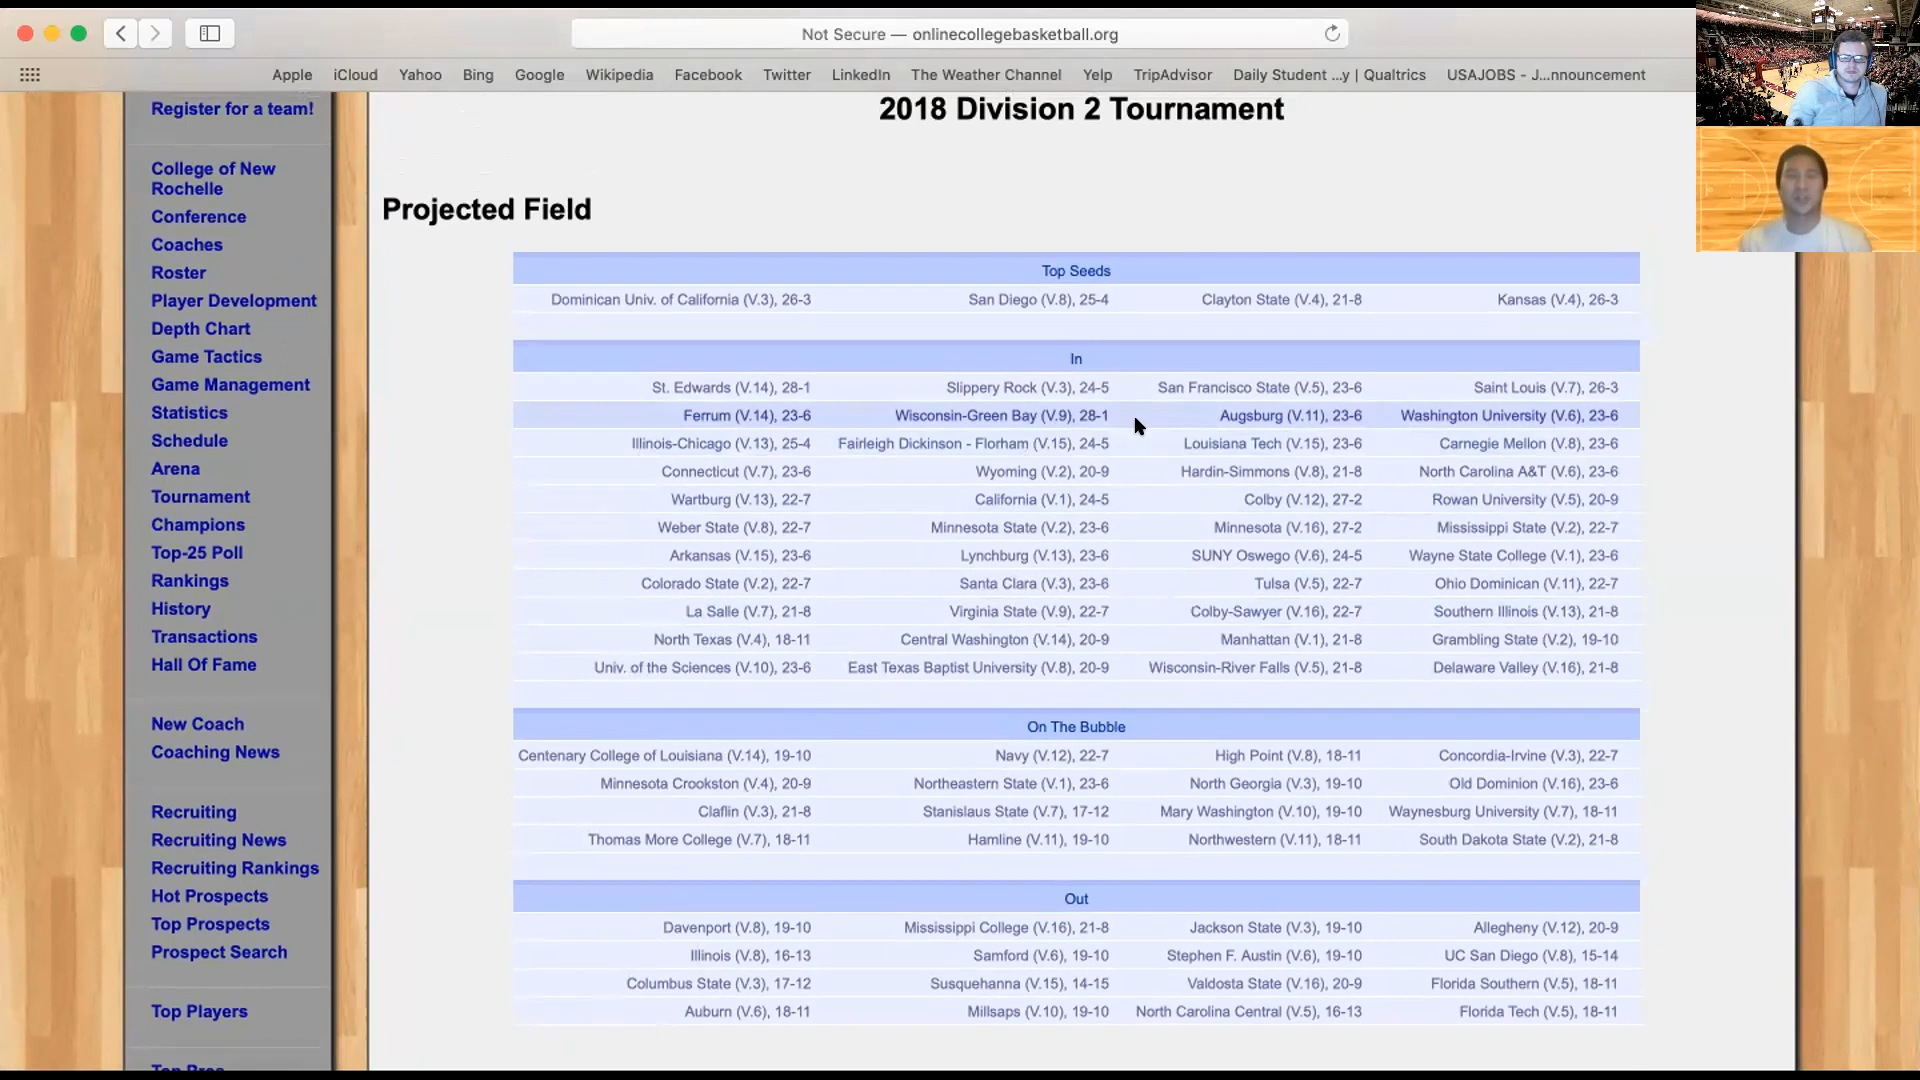 Not Secure — onlinecollegebasketball.org
Apple iCloud Yahoo Bing Google Wikipedia Facebook Twitter LinkedIn The Weather Channel Yelp TripAdvisor Daily Student ...y | Qualtrics USAJOBS - J...nnouncement
Register for a team!
College of New
Rochelle
Conference
Coaches
Roster
Player Development
Depth Chart
Game Tactics
Game Management
Statistics
Schedule
Arena
Tournament
Champions
Top-25 Poll
Rankings
History
Transactions
Hall Of Fame
New Coach
Coaching News
Recruiting
Recruiting News
Recruiting Rankings
Hot Prospects
Top Prospects
Prospect Search
Top Players
2018 Division 2 Tournament
Projected Field
Top Seeds
Dominican Univ. of California (V.3), 26-3 San Diego (V.8), 25-4 Clayton State (V.4), 21-8 Kansas (V.4), 26-3
In
St. Edwards (V.14), 28-1 Slippery Rock (V.3), 24-5 San Francisco State (V.5), 23-6 Saint Louis (V.7), 26-3
Ferrum (V.14), 23-6 Wisconsin-Green Bay (V.9), 28-1 Augsburg (V.11), 23-6 Washington University (V.6), 23-6
Illinois-Chicago (V.13), 25-4 Fairleigh Dickinson - Florham (V.15), 24-5 Louisiana Tech (V.15), 23-6 Carnegie Mellon (V.8), 23-6
Connecticut (V.7), 23-6 Wyoming (V.2), 20-9 Hardin-Simmons (V.8), 21-8 North Carolina A&T (V.6), 23-6
Wartburg (V.13), 22-7 California (V.1), 24-5 Colby (V.12), 27-2 Rowan University (V.5), 20-9
Weber State (V.8), 22-7 Minnesota State (V.2), 23-6 Minnesota (V.16), 27-2 Mississippi State (V.2), 22-7
Arkansas (V.15), 23-6 Lynchburg (V.13), 23-6 SUNY Oswego (V.6), 24-5 Wayne State College (V.1), 23-6
Colorado State (V.2), 22-7 Santa Clara (V.3), 23-6 Tulsa (V.5), 22-7 Ohio Dominican (V.11), 22-7
La Salle (V.7), 21-8 Virginia State (V.9), 22-7 Colby-Sawyer (V.16), 22-7 Southern Illinois (V.13), 21-8
North Texas (V.4), 18-11 Central Washington (V.14), 20-9 Manhattan (V.1), 21-8 Grambling State (V.2), 19-10
Univ. of the Sciences (V.10), 23-6 East Texas Baptist University (V.8), 20-9 Wisconsin-River Falls (V.5), 21-8 Delaware Valley (V.16), 21-8
On The Bubble
Centenary College of Louisiana (V.14), 19-10 Navy (V.12), 22-7 High Point (V.8), 18-11 Concordia-Irvine (V.3), 22-7
Minnesota Crookston (V.4), 20-9 Northeastern State (V.1), 23-6 North Georgia (V.3), 19-10 Old Dominion (V.16), 23-6
Claflin (V.3), 21-8 Stanislaus State (V.7), 17-12 Mary Washington (V.10), 19-10 Waynesburg University (V.7), 18-11
Thomas More College (V.7), 18-11 Hamline (V.11), 19-10 Northwestern (V.11), 18-11 South Dakota State (V.2), 21-8
Out
Davenport (V.8), 19-10 Mississippi College (V.16), 21-8 Jackson State (V.3), 19-10 Allegheny (V.12), 20-9
Illinois (V.8), 16-13 Samford (V.6), 19-10 Stephen F. Austin (V.6), 19-10 UC San Diego (V.8), 15-14
Columbus State (V.3), 17-12 Susquehanna (V.15), 14-15 Valdosta State (V.16), 20-9 Florida Southern (V.5), 18-11
Auburn (V.6), 18-11 Millsaps (V.10), 19-10 North Carolina Central (V.5), 16-13 Florida Tech (V.5), 18-11